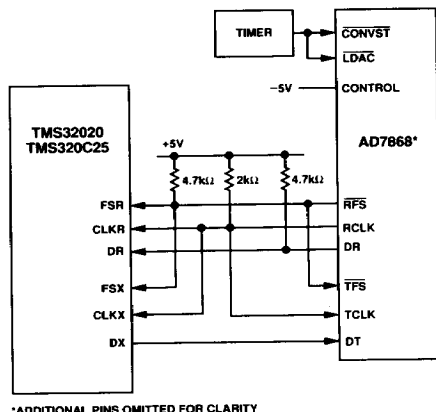 TIMER
CONVST
LDAC
−5V
CONTROL
TMS32020
TMS320C25
AD7868*
+5V
4.7kΩ
2kΩ
4.7kΩ
FSR
RFS
CLKR
RCLK
DR
DR
FSX
TFS
CLKX
TCLK
DX
DT
*ADDITIONAL PINS OMITTED FOR CLARITY